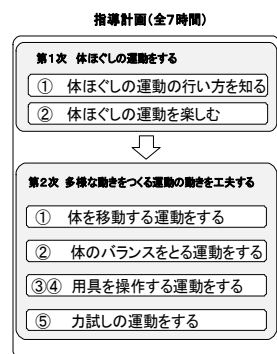 指導計画(全7時間)
第1次 体ほぐしの運動をする
① 体ほぐしの運動の行い方を知る
② 体ほぐしの運動を楽しむ
第2次 多様な動きをつくる運動の動きを工夫する
① 体を移動する運動をする
② 体のバランスをとる運動をする
③④ 用具を操作する運動をする
⑤ 力試しの運動をする